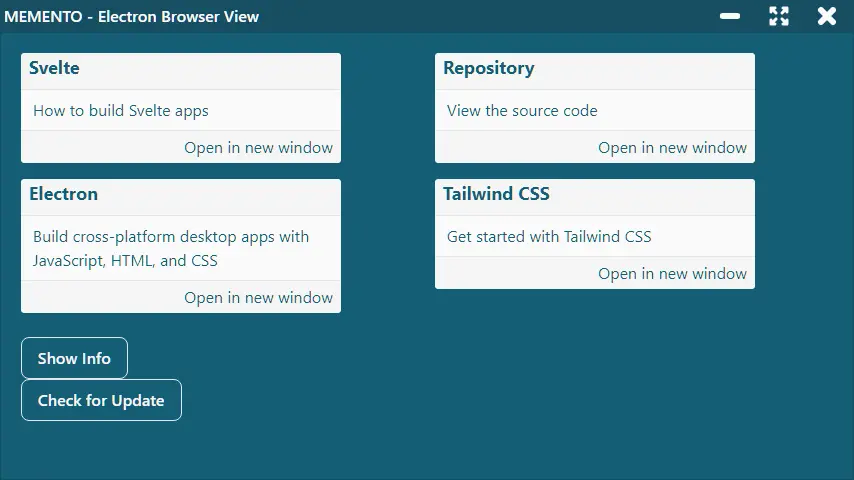 MEMENTO - Electron Browser View
Svelte
How to build Svelte apps
Open in new window
Repository
View the source code
Open in new window
Electron
Build cross-platform desktop apps with
JavaScript, HTML, and CSS
Open in new window
Tailwind CSS
Get started with Tailwind CSS
Open in new window
Show Info
Check for Update